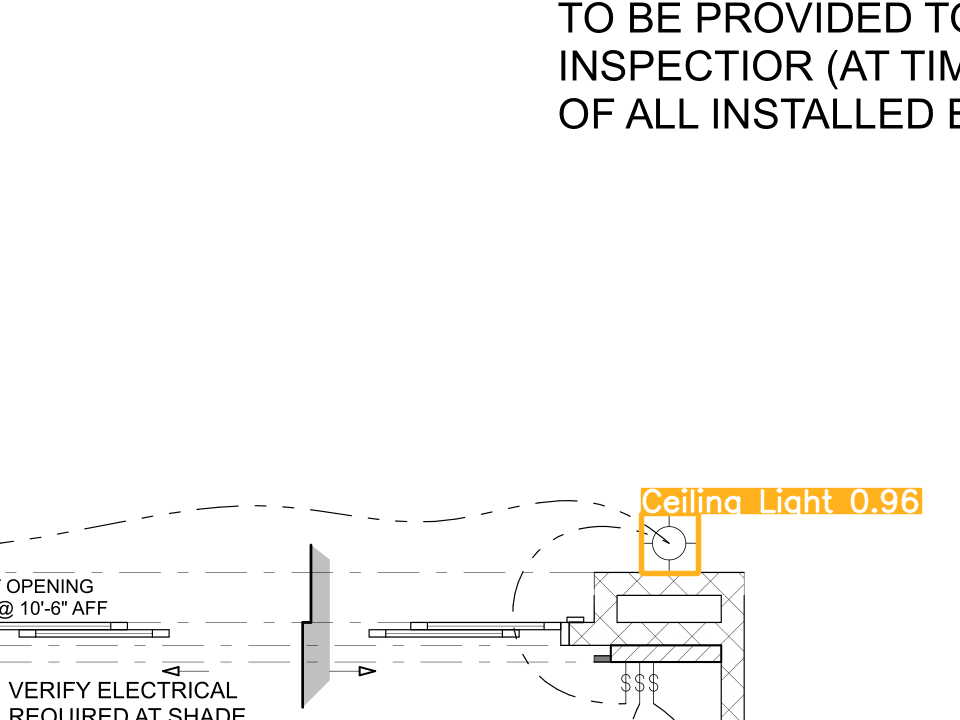 TO BE PROVIDED TO
INSPECTIOR (AT TIM
OF ALL INSTALLED E
Ceiling Light 0.96
OPENING
@ 10'-6" AFF
SSS
VERIFY ELECTRICAL
REQUIRED AT SHADE